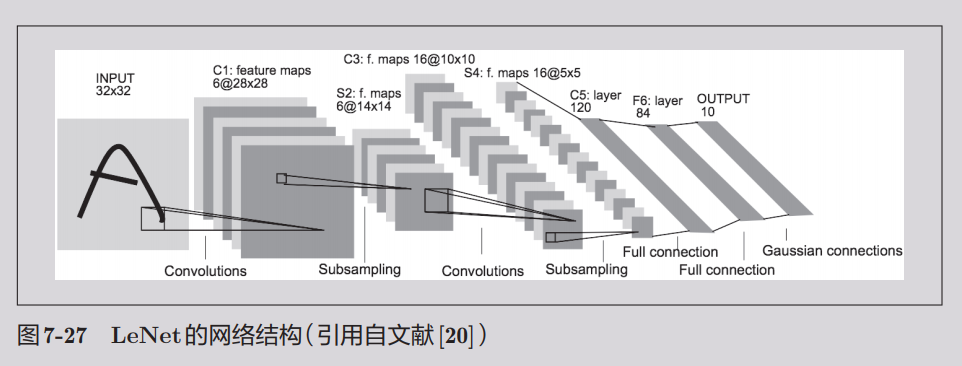 INPUT
32x32
C1: feature maps
6@28x28
S2: f. maps
6@14x14
C3: f. maps 16@10x10
S4: f. maps 16@5x5
C5: layer
120
F6: layer
84
OUTPUT
10
Convolutions
Subsampling
Convolutions
Subsampling
Full connection
Full connection
Gaussian connections
图7-27 LeNet的网络结构(引用自文献[20])